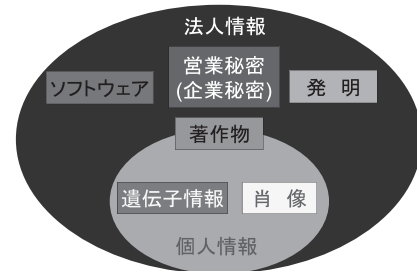 法人情報
営業秘密
(企業秘密)
ソフトウェア
発 明
著作物
遺伝子情報
肖 像
個人情報